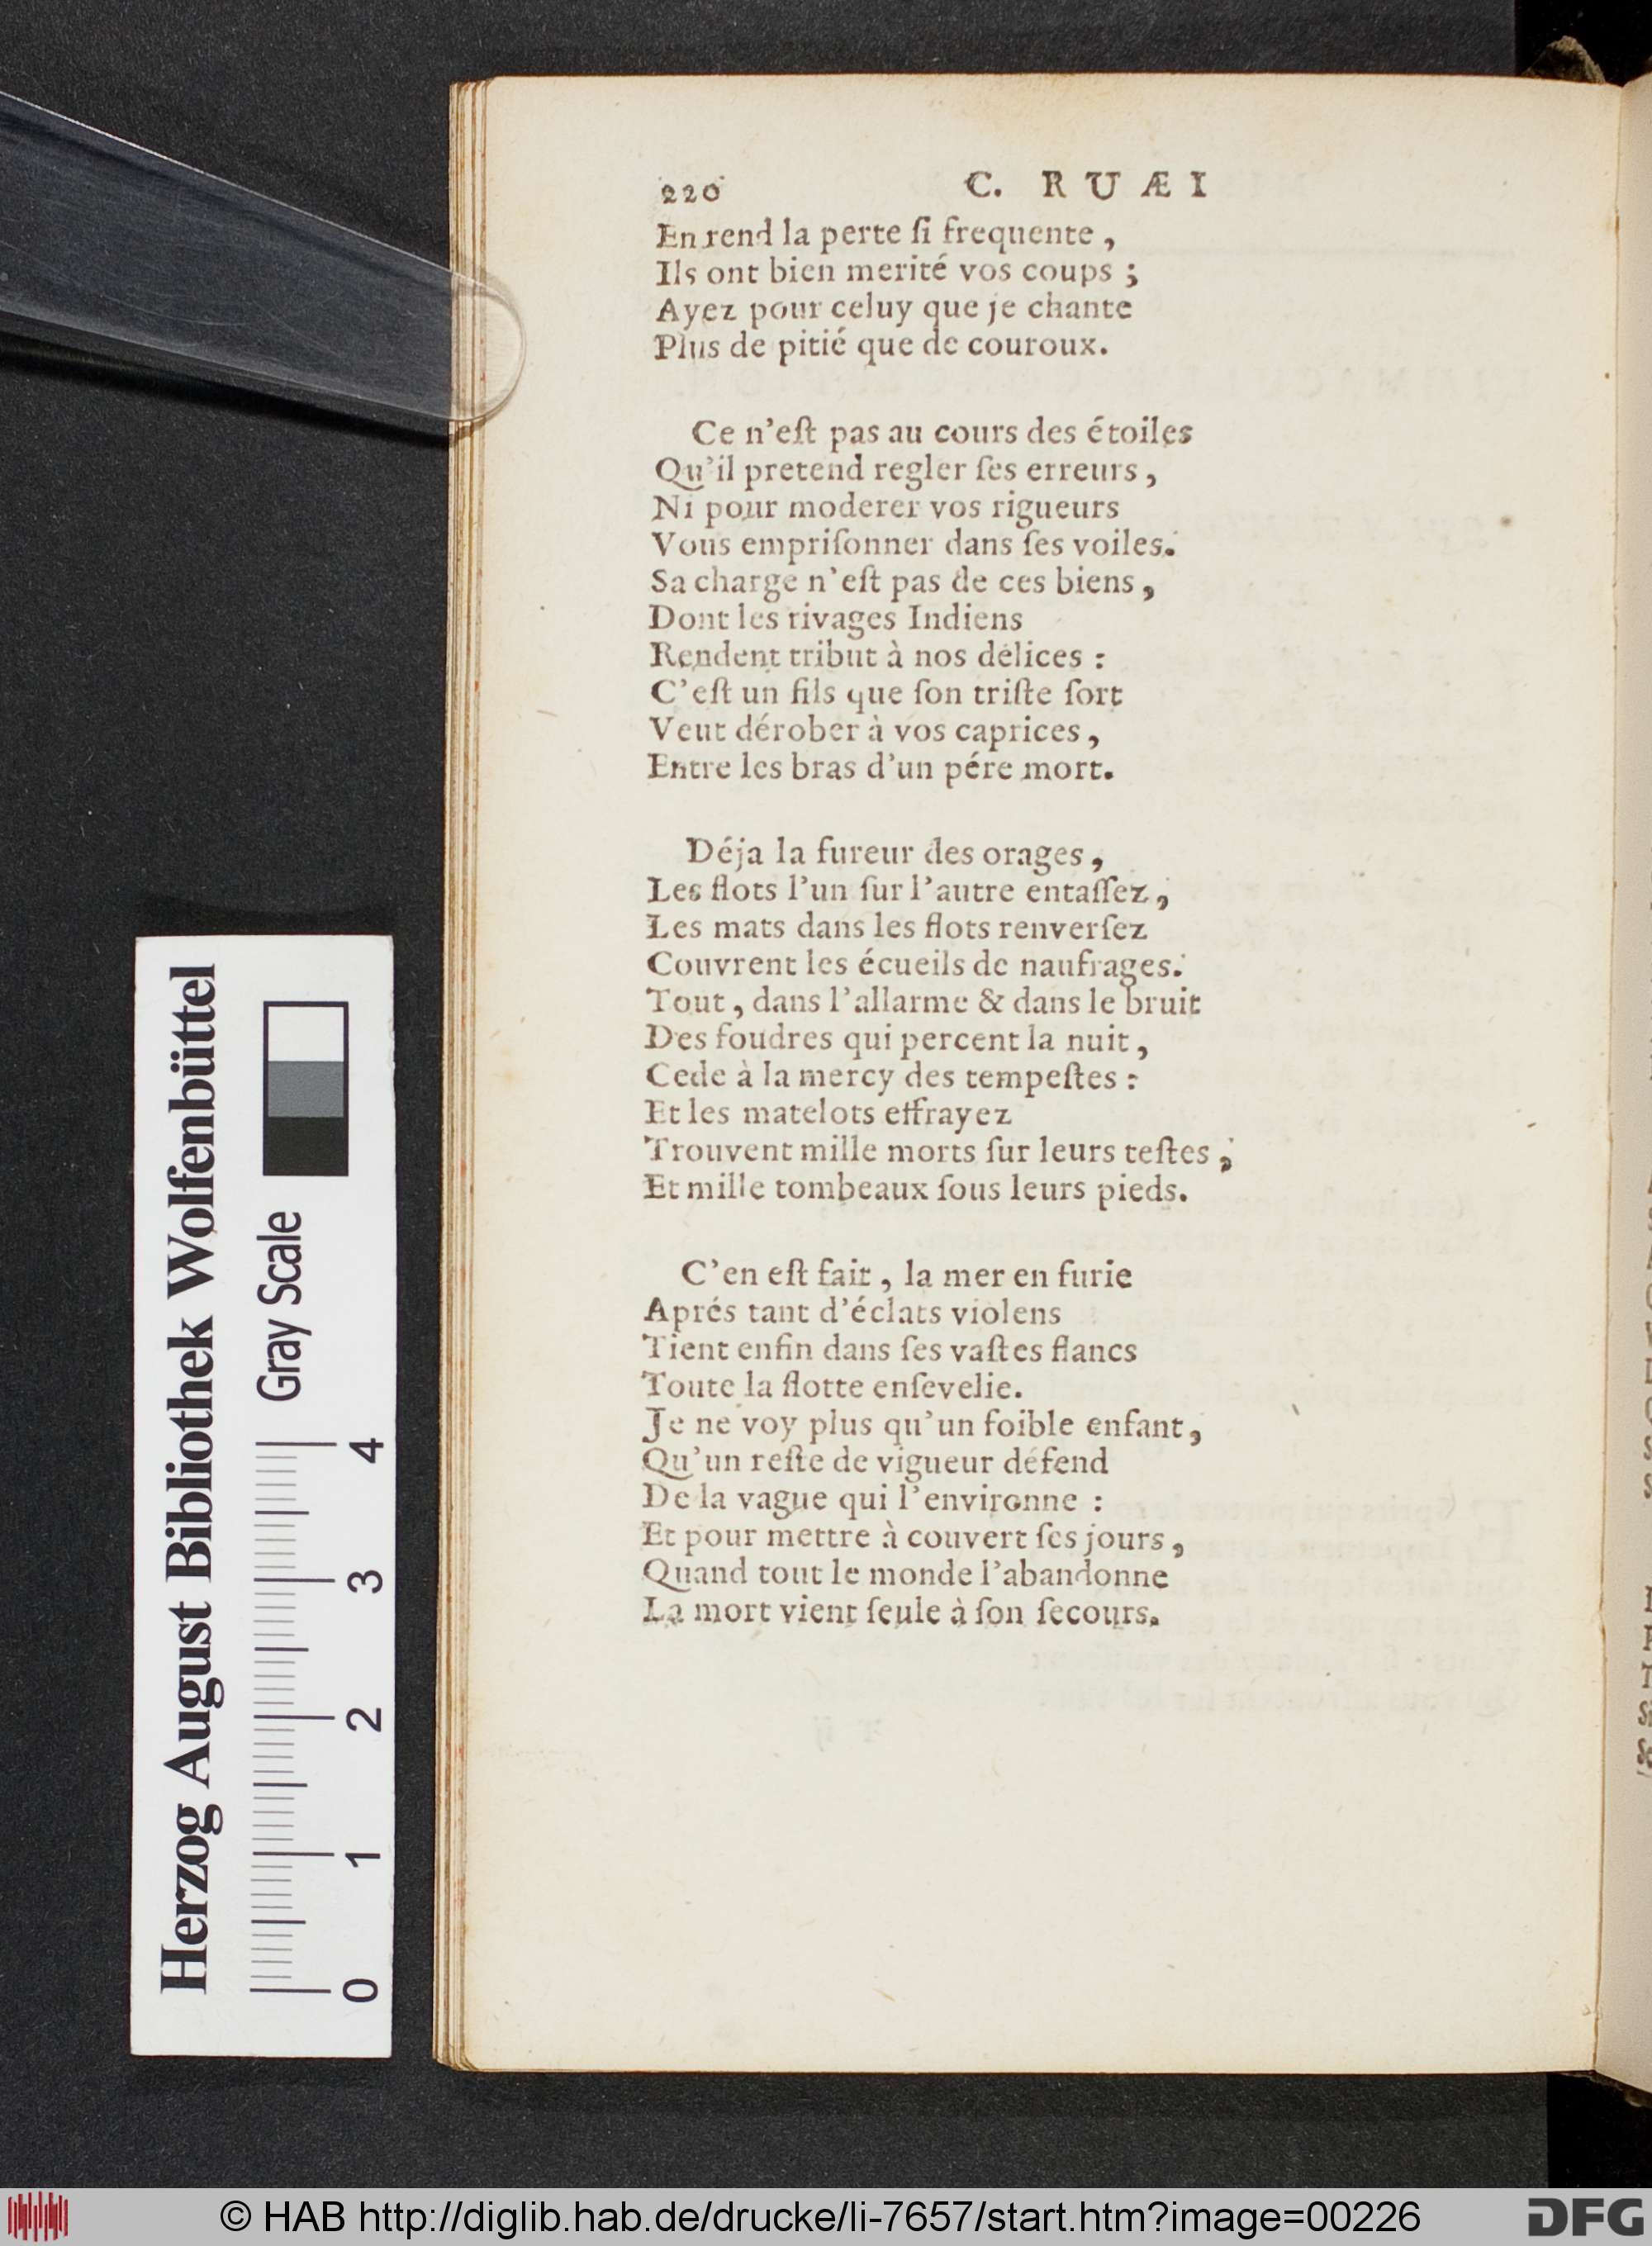 220 C. RUÆI
En rend la perte ſi frequente,
Ils ont bien merité vos coups;
Ayez pour celuy que je chante
Plus de pitié que de couroux.
Ce n'eſt pas au cours des étoiles
Qu'il pretend regler ſes erreurs,
Ni pour moderer vos rigueurs
Vous empriſonner dans ſes voiles.
Sa charge n'eſt pas de ces biens,
Dont les rivages Indiens
Rendent tribut à nos délices:
C'eſt un fils que ſon triſte ſort
Veut dérober à vos caprices,
Entre les bras d'un pére mort.
Déja la fureur des orages,
Les flots l'un ſur l'autre entaſſez,
Les mats dans les flots renverſez
Couvrent les écueils de naufrages.
Tout, dans l'allarme & dans le bruit
Des foudres qui percent la nuit,
Cede à la mercy des tempeſtes:
Et les matelots effrayez
Trouvent mille morts ſur leurs teſtes,
Et mille tombeaux ſous leurs pieds.
C'en eſt fait, la mer en furie
Aprés tant d'éclats violens
Tient enfin dans ſes vaſtes flancs
Toute la flotte enſevelie.
Je ne voy plus qu'un foible enfant,
Qu'un reſte de vigueur défend
De la vague qui l'environne:
Et pour mettre à couvert ſes jours,
Quand tout le monde l'abandonne
La mort vient ſeule à ſon ſecours.
Herzog August Bibliothek Wolfenbüttel
Gray Scale
0 1 2 3 4
© HAB http://diglib.hab.de/drucke/li-7657/start.htm?image=00226
DFG